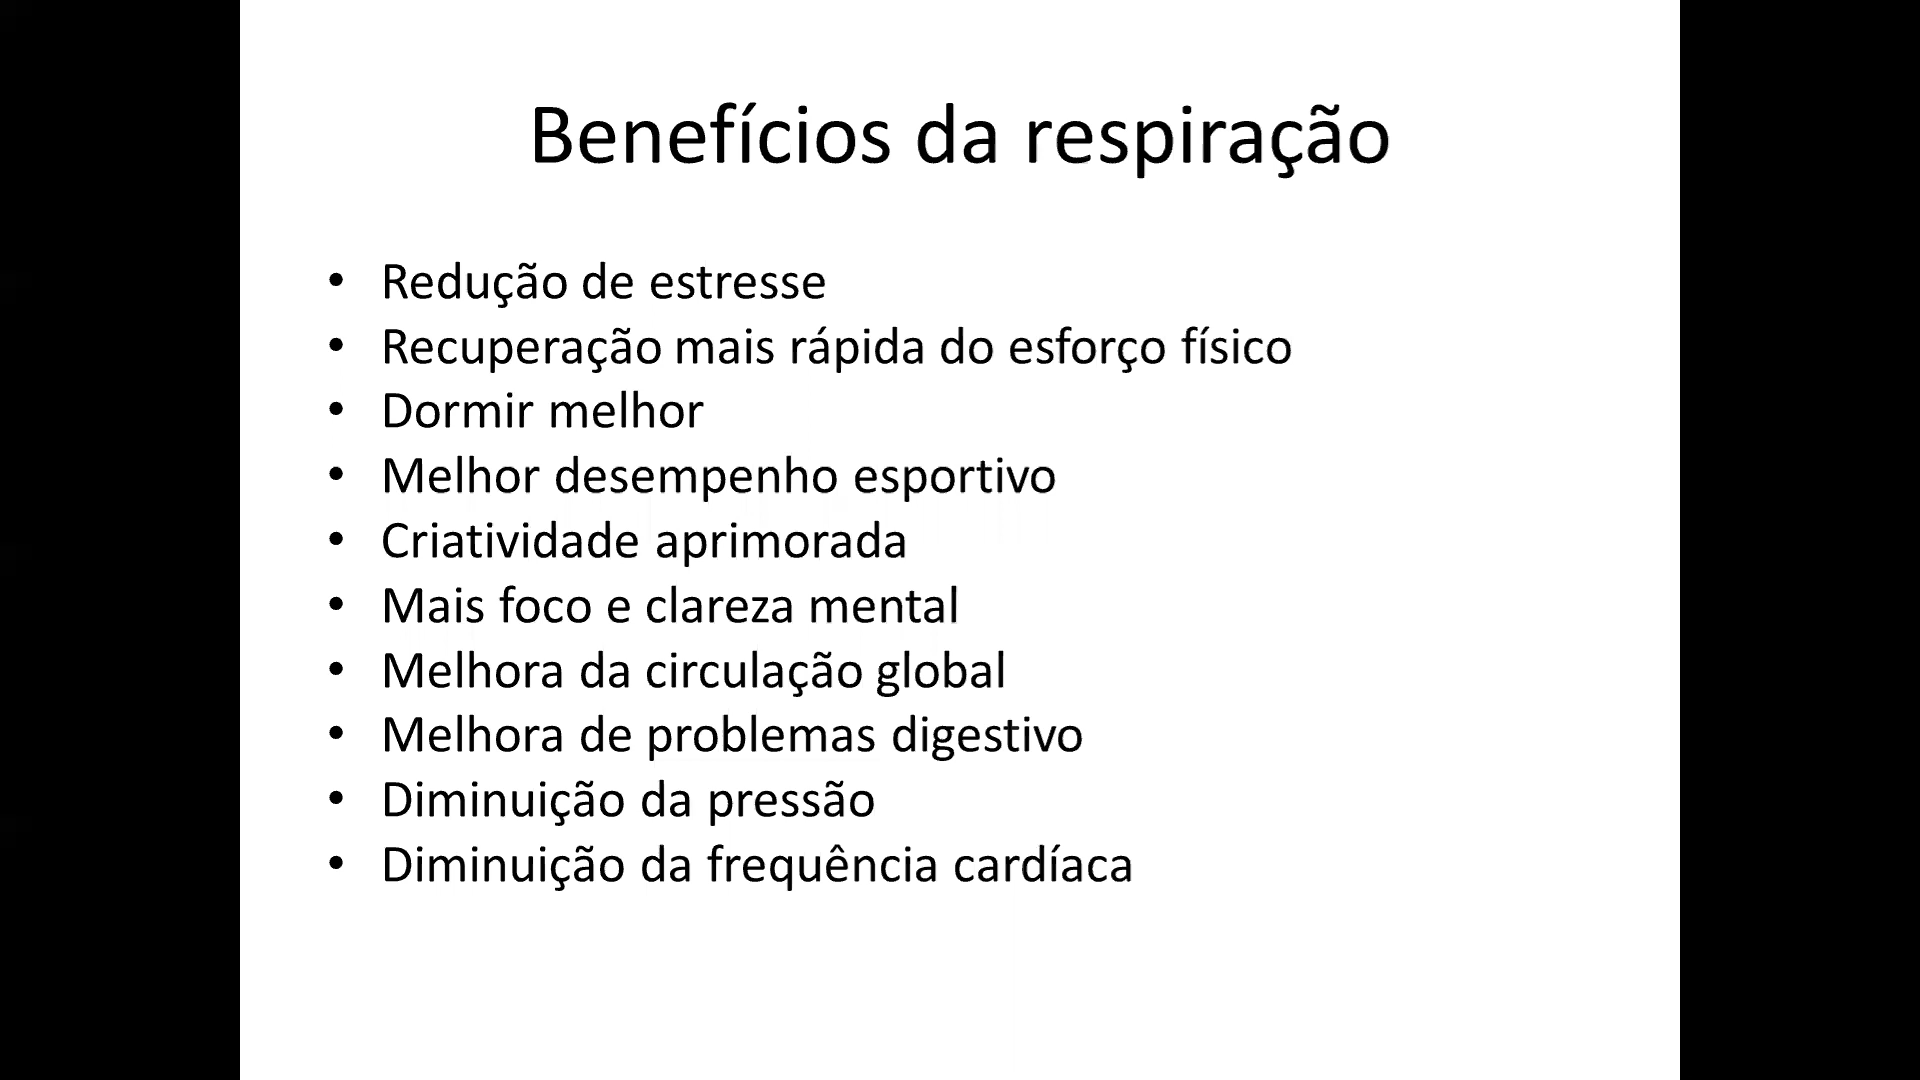 Benefícios da respiração
• Redução de estresse
• Recuperação mais rápida do esforço físico
• Dormir melhor
• Melhor desempenho esportivo
• Criatividade aprimorada
• Mais foco e clareza mental
• Melhora da circulação global
• Melhora de problemas digestivo
• Diminuição da pressão
• Diminuição da frequência cardíaca